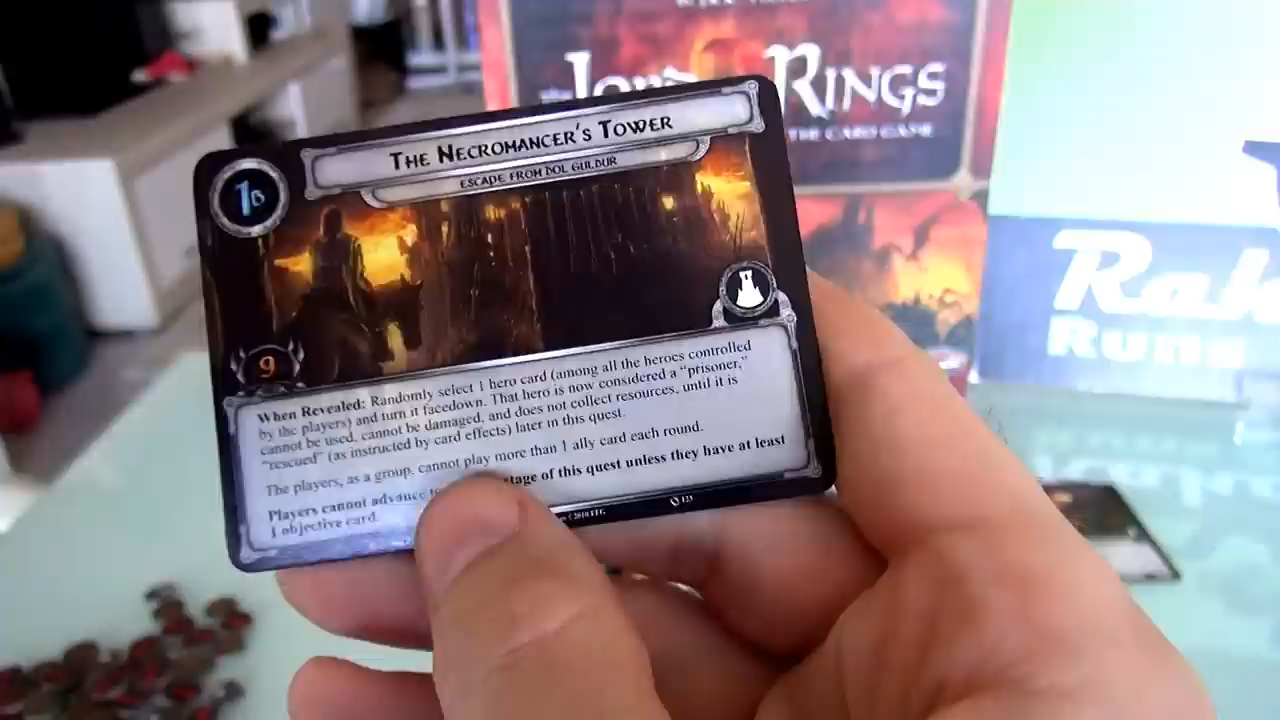 THE LORD RINGS
THE CARD GAME
THE NECROMANCER'S TOWER
ESCAPE FROM DOL GULDUR
1B
9
When Revealed: Randomly select 1 hero card (among all the heroes controlled
by the players) and turn it facedown. That hero is now considered a "prisoner,"
cannot be used, cannot be damaged, and does not collect resources, until it is
"rescued" (as instructed by card effects) later in this quest.
The players, as a group, cannot play more than 1 ally card each round.
Players cannot advance stage of this quest unless they have at least
1 objective card.
123
Rah
Runs